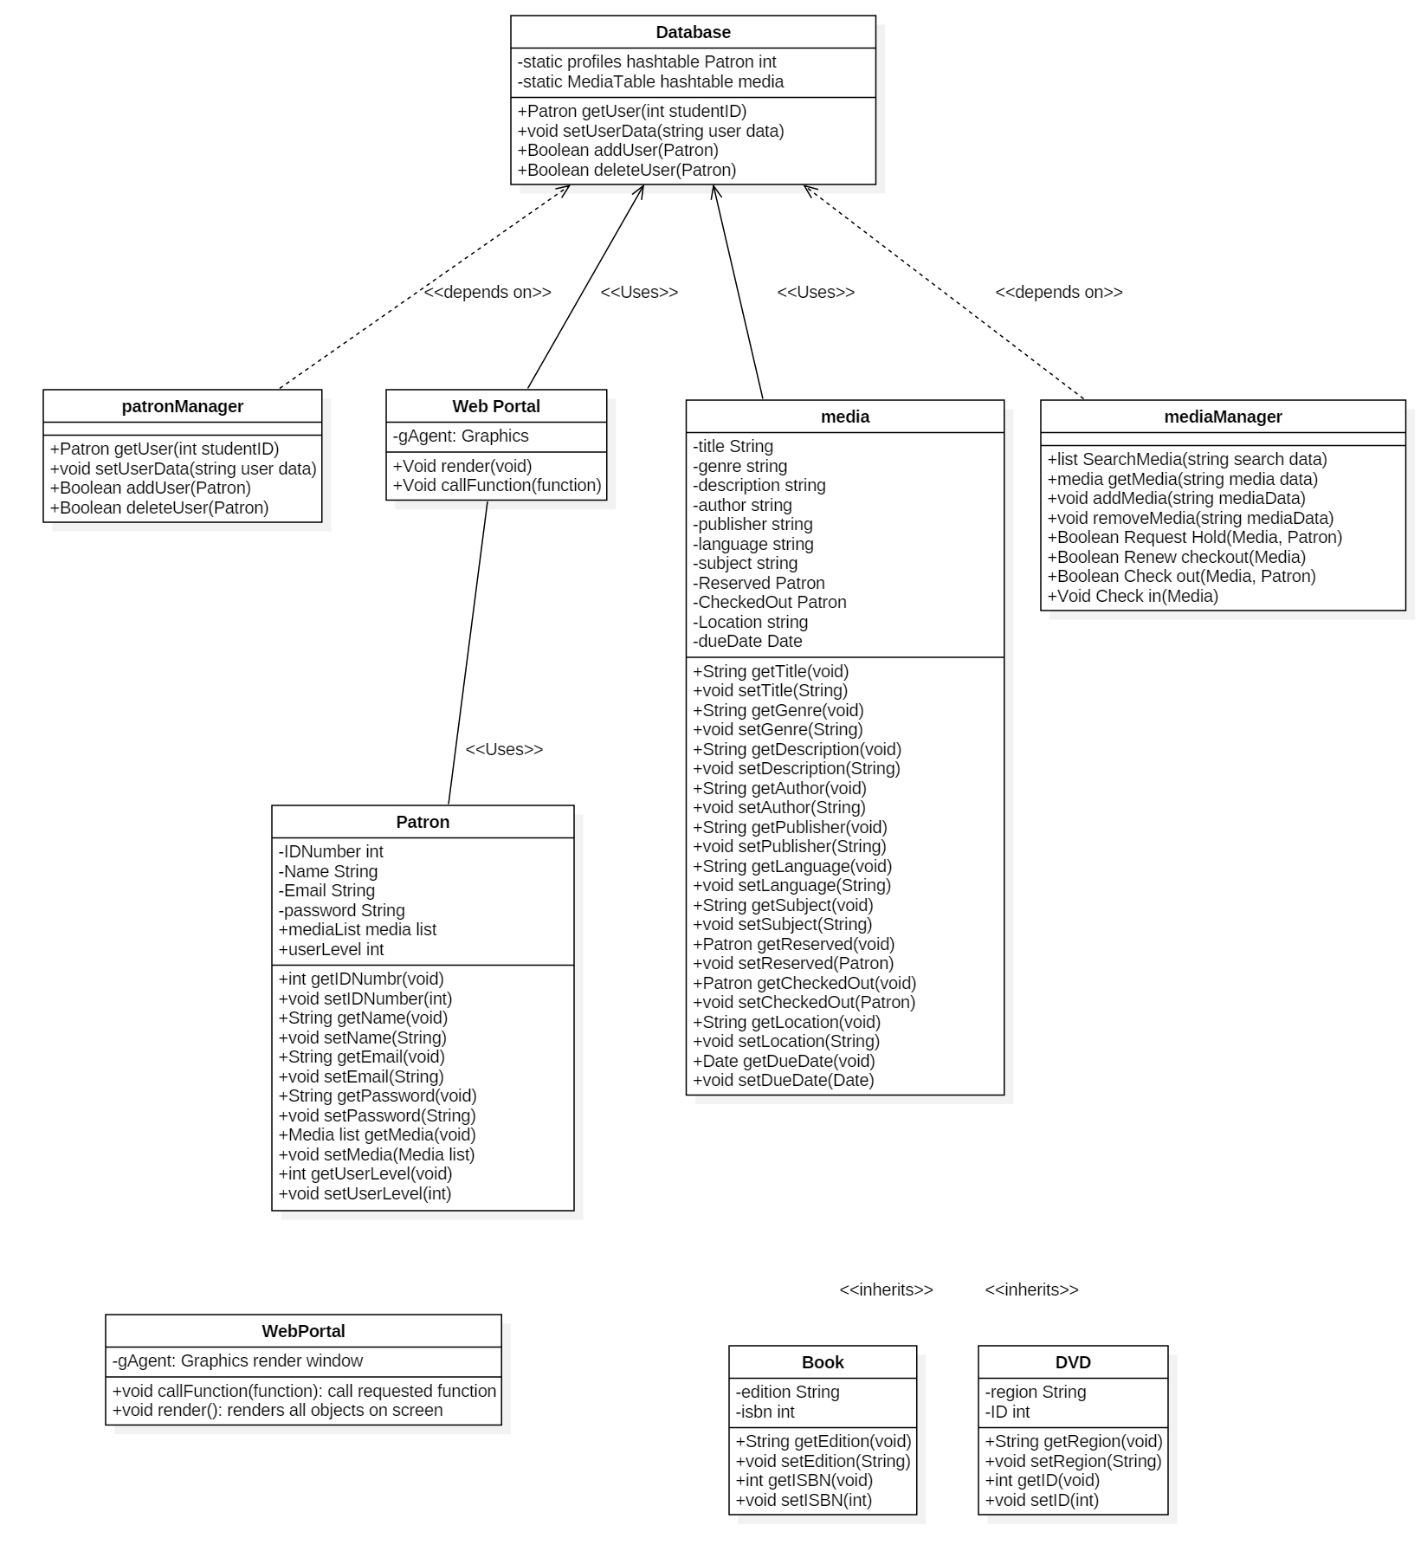 Database
-static profiles hashtable Patron int
-static MediaTable hashtable media
+Patron getUser(int studentID)
+void setUserData(string user data)
+Boolean addUser(Patron)
+Boolean deleteUser(Patron)
<<depends on>>
<<Uses>>
<<Uses>>
<<depends on>>
patronManager
+Patron getUser(int studentID)
+void setUserData(string user data)
+Boolean addUser(Patron)
+Boolean deleteUser(Patron)
Web Portal
-gAgent: Graphics
+Void render(void)
+Void callFunction(function)
media
-title String
-genre string
-description string
-author string
-publisher string
-language string
-subject string
-Reserved Patron
-CheckedOut Patron
-Location string
-dueDate Date
+String getTitle(void)
+void setTitle(String)
+String getGenre(void)
+void setGenre(String)
+String getDescription(void)
+void setDescription(String)
+String getAuthor(void)
+void setAuthor(String)
+String getPublisher(void)
+void setPublisher(String)
+String getLanguage(void)
+void setLanguage(String)
+String getSubject(void)
+void setSubject(String)
+Patron getReserved(void)
+void setReserved(Patron)
+Patron getCheckedOut(void)
+void setCheckedOut(Patron)
+String getLocation(void)
+void setLocation(String)
+Date getDueDate(void)
+void setDueDate(Date)
mediaManager
+list SearchMedia(string search data)
+media getMedia(string media data)
+void addMedia(string mediaData)
+void removeMedia(string mediaData)
+Boolean Request Hold(Media, Patron)
+Boolean Renew checkout(Media)
+Boolean Check out(Media, Patron)
+Void Check in(Media)
<<Uses>>
Patron
-IDNumber int
-Name String
-Email String
-password String
+mediaList media list
+userLevel int
+int getIDNumbr(void)
+void setIDNumber(int)
+String getName(void)
+void setName(String)
+String getEmail(void)
+void setEmail(String)
+String getPassword(void)
+void setPassword(String)
+Media list getMedia(void)
+void setMedia(Media list)
+int getUserLevel(void)
+void setUserLevel(int)
<<inherits>>
<<inherits>>
WebPortal
-gAgent: Graphics render window
+void callFunction(function): call requested function
+void render(): renders all objects on screen
Book
-edition String
-isbn int
+String getEdition(void)
+void setEdition(String)
+int getISBN(void)
+void setISBN(int)
DVD
-region String
-ID int
+String getRegion(void)
+void setRegion(String)
+int getID(void)
+void setID(int)